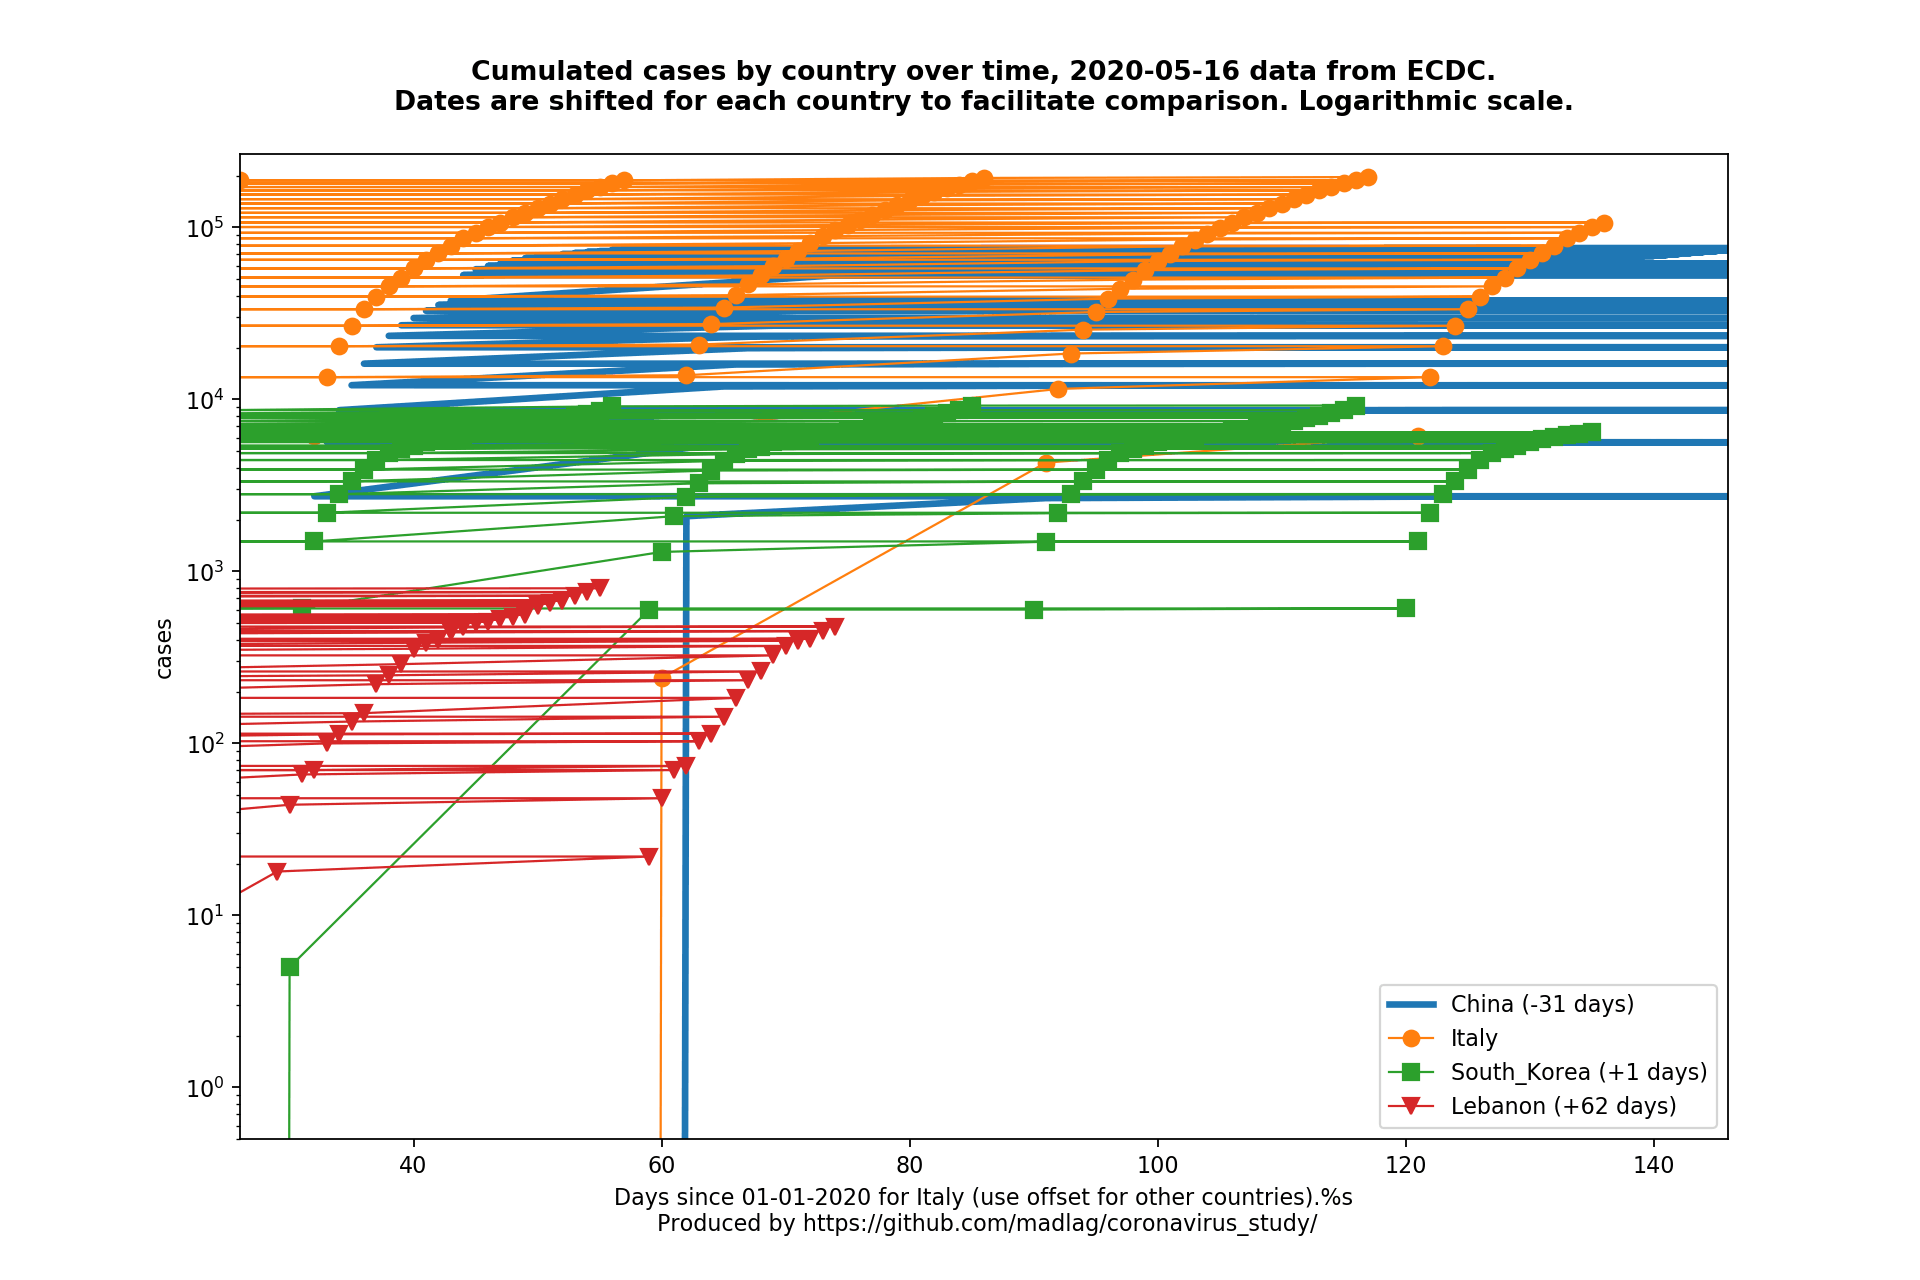 Cumulated cases by country over time, 2020-05-16 data from ECDC.
Dates are shifted for each country to facilitate comparison. Logarithmic scale.
10^5
10^4
10^3
10^2
10^1
10^0
cases
China (-31 days)
Italy
South_Korea (+1 days)
Lebanon (+62 days)
40 60 80 100 120 140
Days since 01-01-2020 for Italy (use offset for other countries).%s
Produced by https://github.com/madlag/coronavirus_study/